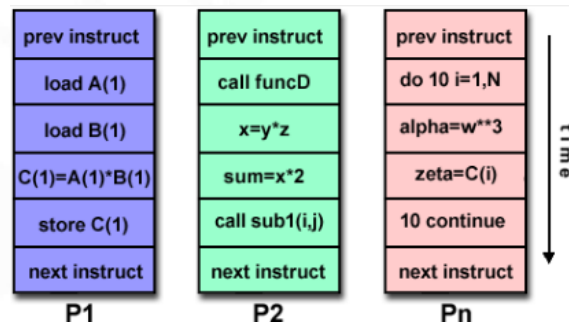 prev instruct
load A(1)
load B(1)
C(1)=A(1)*B(1)
store C(1)
next instruct
P1
prev instruct
call funcD
x=y*z
sum=x*2
call sub1(i,j)
next instruct
P2
prev instruct
do 10 i=1,N
alpha=w**3
zeta=C(i)
10 continue
next instruct
Pn
time